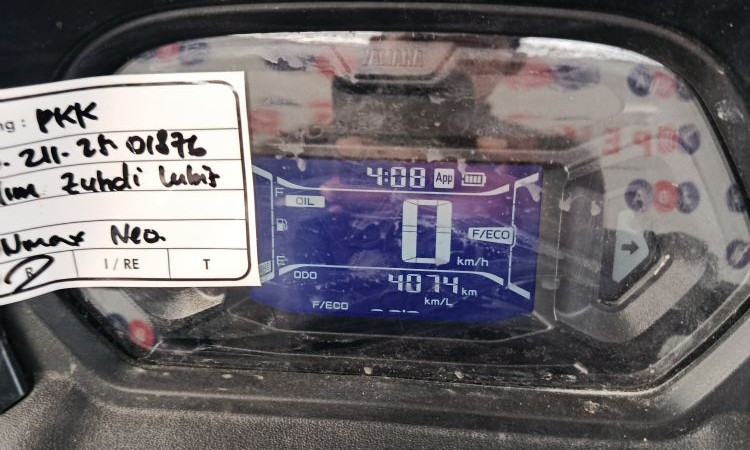 YAMAHA
ng : PKK
211-25-01876
Zuhdi Lubis
Nmax Neo
R I / RE T
4:08 App
F
OIL
0 F/ECO
km/h
E
ODO 4074 km
F/ECO km/L
--.-